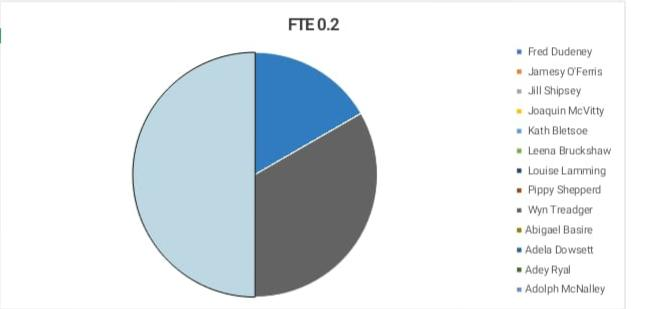 FTE 0.2
Fred Dudeney
Jamesy O'Ferris
Jill Shipsey
Joaquin McVitty
Kath Bletsoe
Leena Bruckshaw
Louise Lamming
Pippy Shepperd
Wyn Treadger
Abigael Basire
Adela Dowsett
Adey Ryal
Adolph McNalley